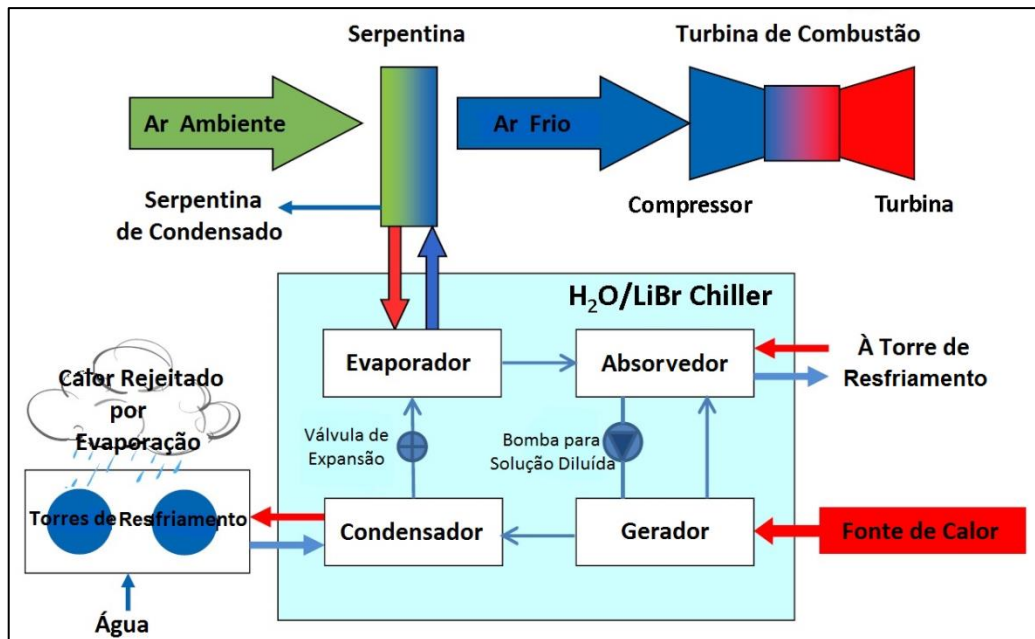 Serpentina
Turbina de Combustão
Ar Ambiente
Ar Frio
Serpentina
de Condensado
Compressor
Turbina
H₂O/LiBr Chiller
Evaporador
Absorvedor
À Torre de
Resfriamento
Calor Rejeitado
por
Evaporação
Válvula de
Expansão
Bomba para
Solução Diluída
Torres de Resfriamento
Condensador
Gerador
Fonte de Calor
Água